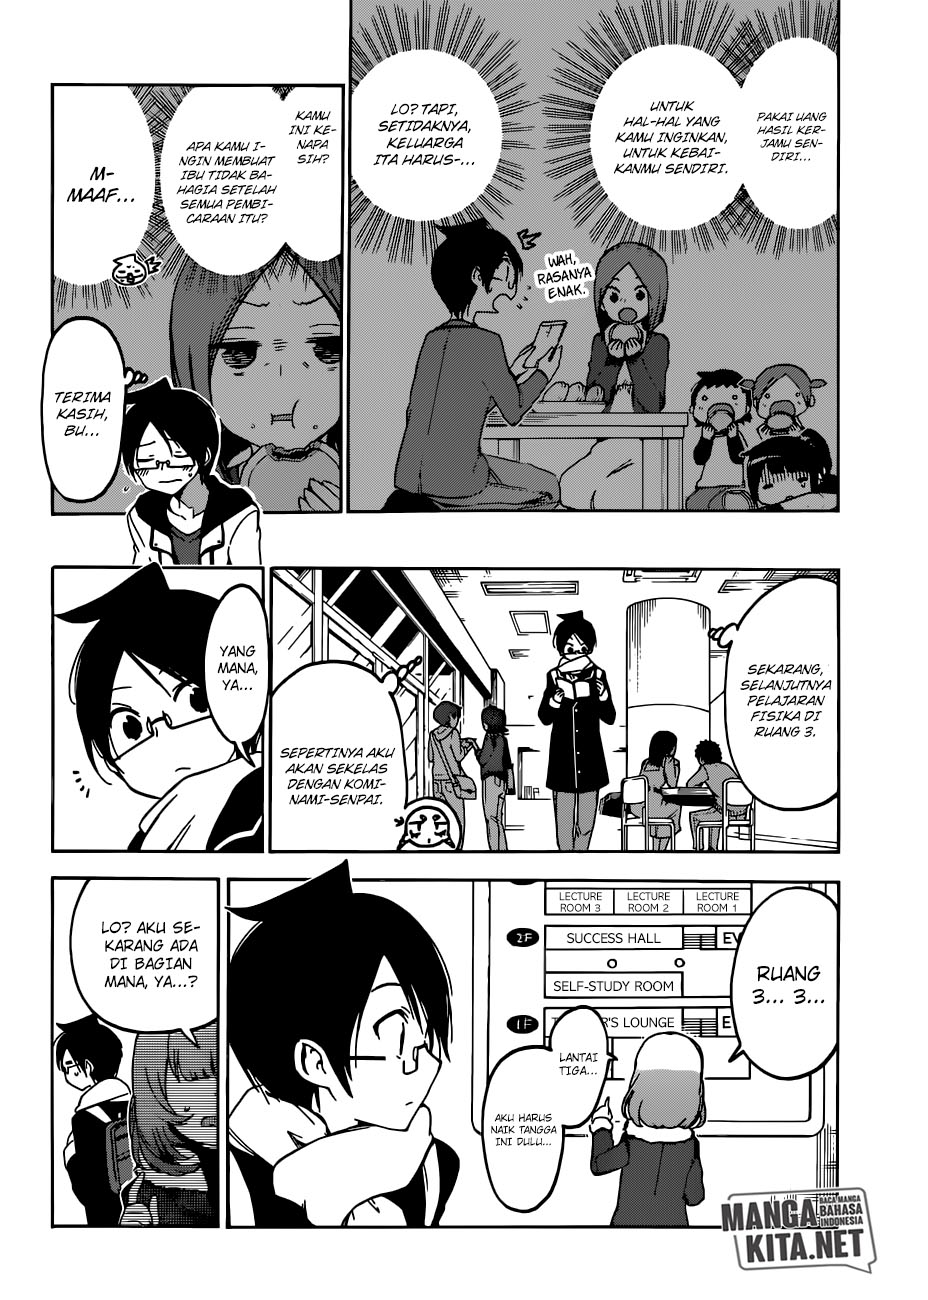 PAKAI UANG
HASIL KER-
JAMU SEN-
DIRI...
UNTUK
HAL-HAL YANG
KAMU INGINKAN,
UNTUK KEBAI-
KANMU SENDIRI.
LO? TAPI,
SETIDAKNYA,
KELUARGA
ITA HARUS-...
WAH,
RASANYA
ENAK.
KAMU
INI KE-
NAPA
SIH?
APA KAMU I-
NGIN MEMBUAT
IBU TIDAK BA-
HAGIA SETELAH
SEMUA PEMBI-
CARAAN ITU?
M-
MAAF...
TERIMA
KASIH,
BU...
SEKARANG,
SELANJUTNYA
PELAJARAN
FISIKA DI
RUANG 3.
SEPERTINYA AKU
AKAN SEKELAS
DENGAN KOMI-
NAMI-SENPAI.
YANG
MANA,
YA...
RUANG
3... 3...
LECTURE
ROOM 3
LECTURE
ROOM 2
LECTURE
ROOM 1
2F
SUCCESS HALL
SELF-STUDY ROOM
1F
LOUNGE
LANTAI
TIGA...
AKU HARUS
NAIK TANGGA
INI DULU...
LO? AKU SE-
KARANG ADA
DI BAGIAN
MANA, YA...?
MANGA
KITA.NET
BACA MANGA
BAHASA
INDONESIA